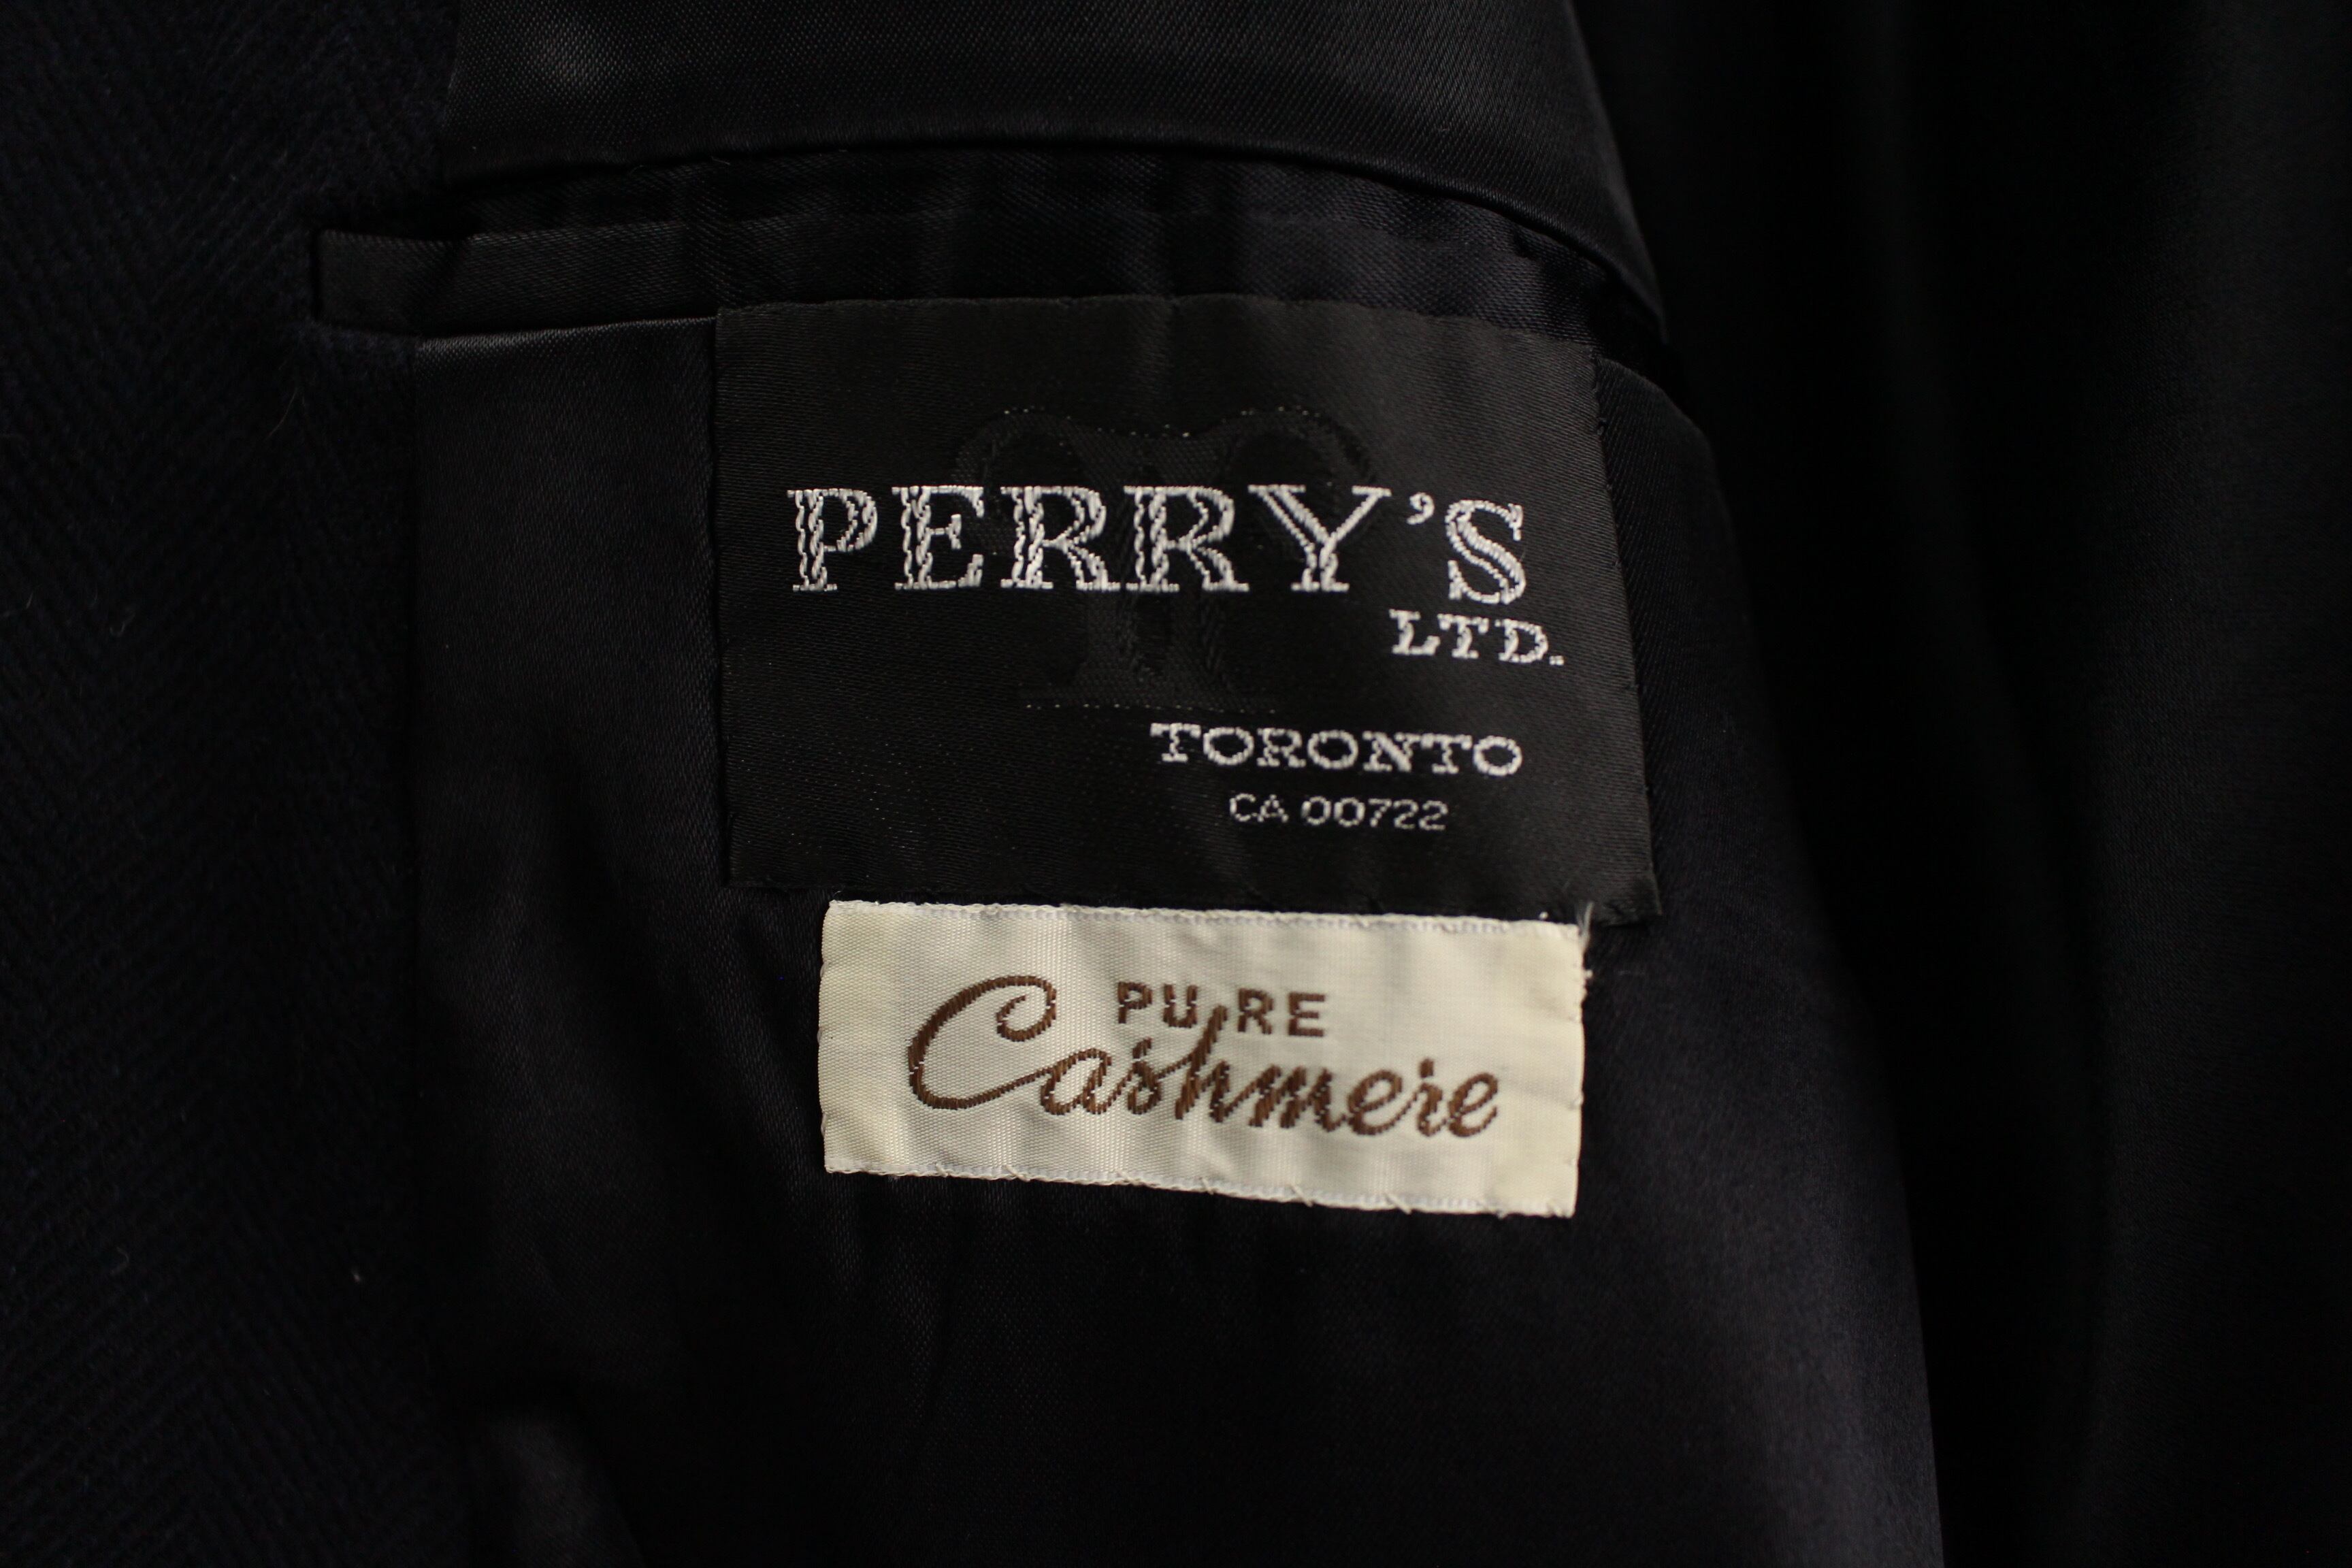 PERRY'S
LTD.
TORONTO
CA 00722
PURE
Cashmere